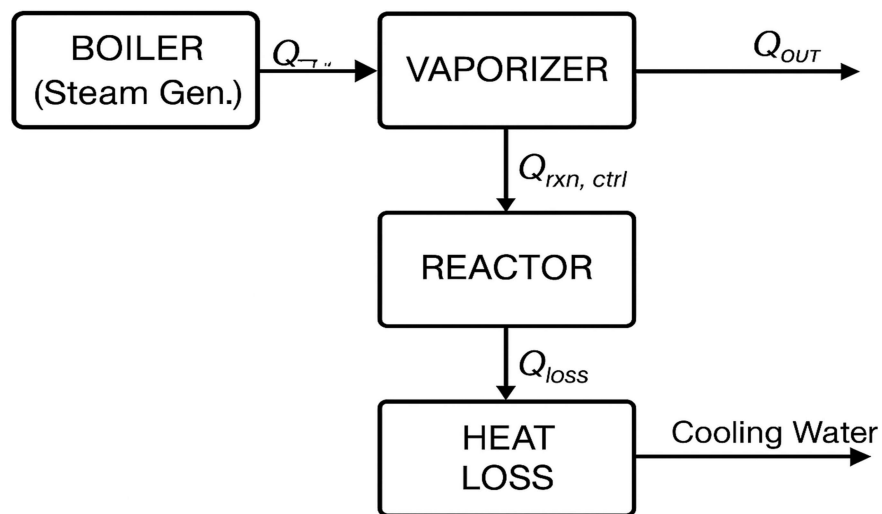 BOILER
(Steam Gen.)
Q
VAPORIZER
Q_OUT
Q_rxn, ctrl
REACTOR
Q_loss
HEAT
LOSS
Cooling Water